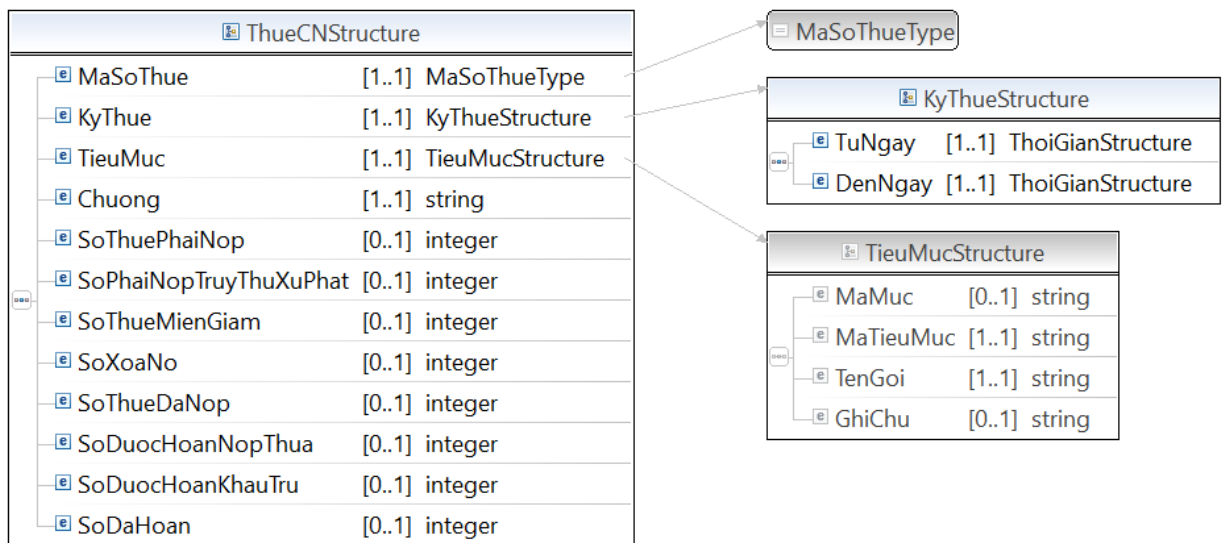 ThueCNStructure
MaSoThue [1..1] MaSoThueType
KyThue [1..1] KyThueStructure
TieuMuc [1..1] TieuMucStructure
Chuong [1..1] string
SoThuePhaiNop [0..1] integer
SoPhaiNopTruyThuXuPhat [0..1] integer
SoThueMienGiam [0..1] integer
SoXoaNo [0..1] integer
SoThueDaNop [0..1] integer
SoDuocHoanNopThua [0..1] integer
SoDuocHoanKhauTru [0..1] integer
SoDaHoan [0..1] integer
MaSoThueType
KyThueStructure
TuNgay [1..1] ThoiGianStructure
DenNgay [1..1] ThoiGianStructure
TieuMucStructure
MaMuc [0..1] string
MaTieuMuc [1..1] string
TenGoi [1..1] string
GhiChu [0..1] string